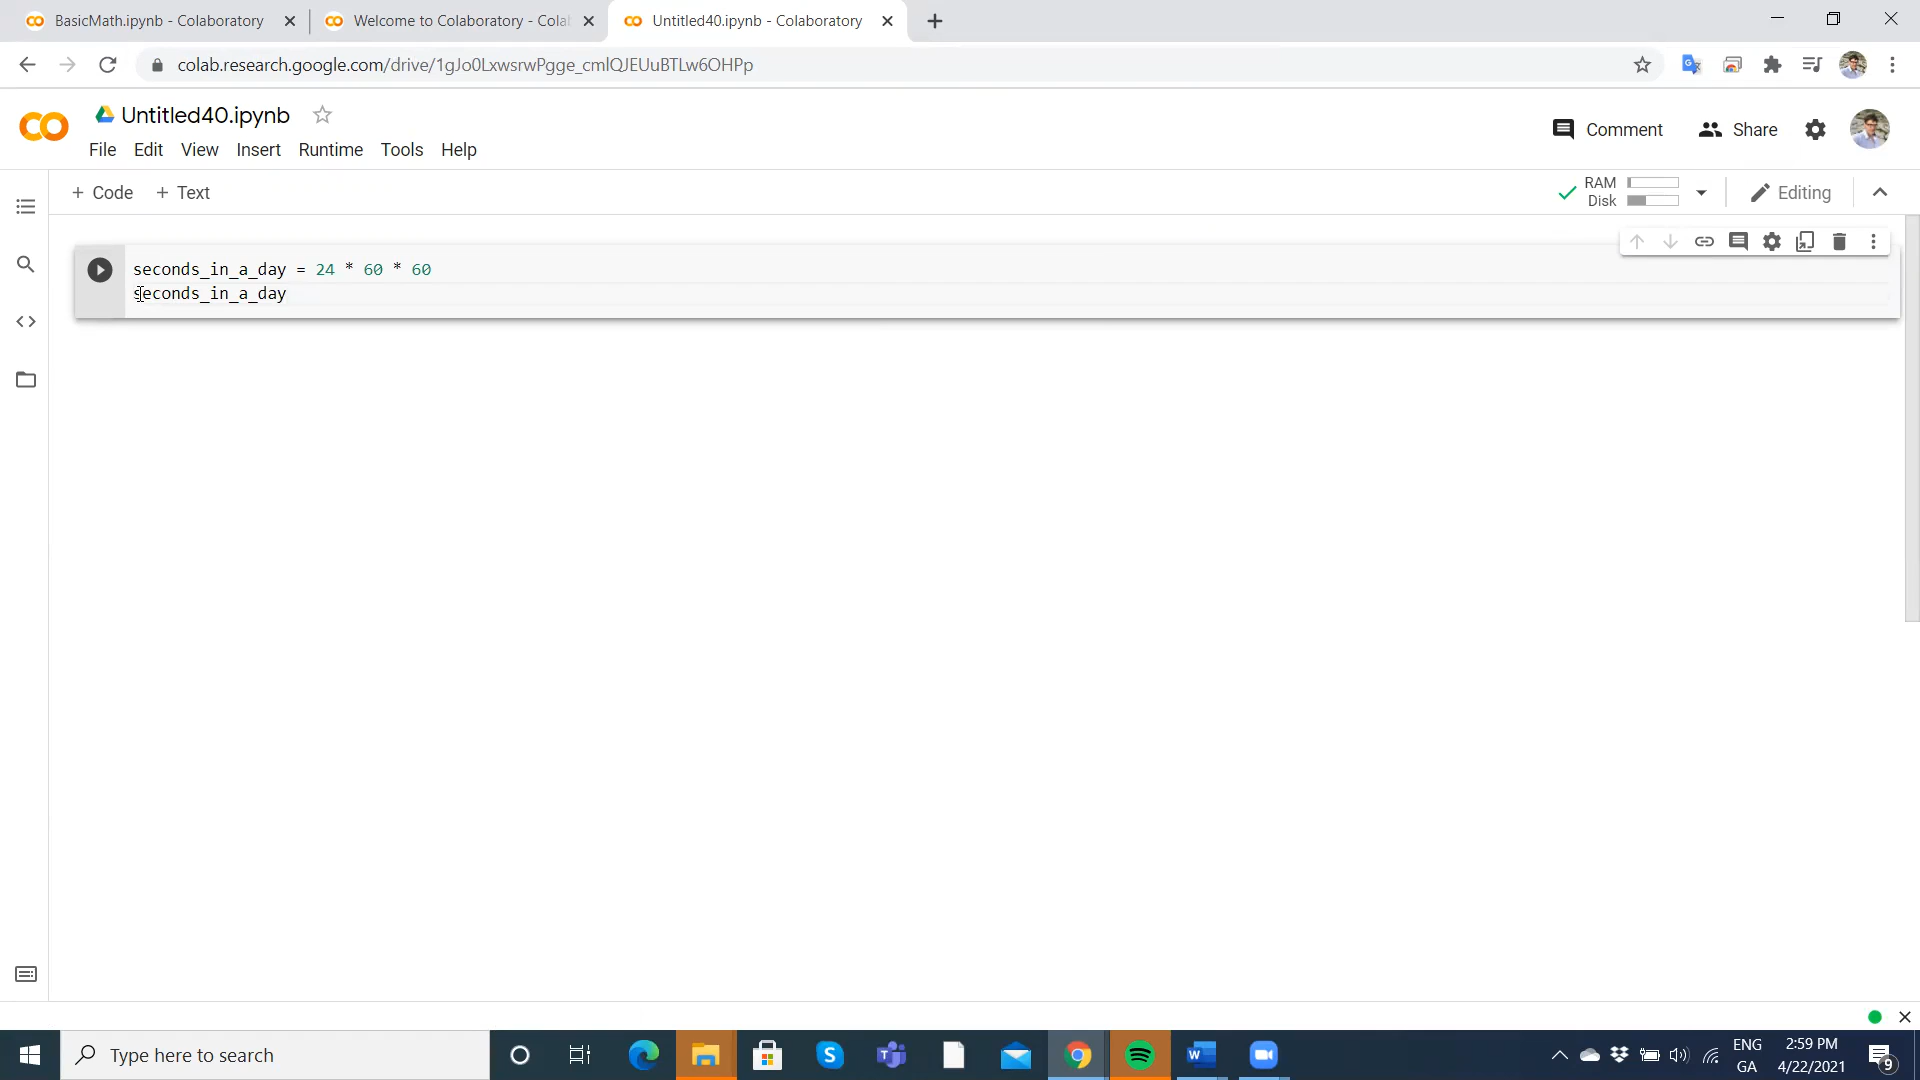 BasicMath.ipynb - Colaboratory
Welcome to Colaboratory - Colab
Untitled40.ipynb - Colaboratory
colab.research.google.com/drive/1gJo0LxwsrwPgge_cmlQJEUuBTLw6OHPp
Untitled40.ipynb
File Edit View Insert Runtime Tools Help
Comment
Share
+ Code + Text
RAM
Disk
Editing
seconds_in_a_day = 24 * 60 * 60
seconds_in_a_day
Type here to search
ENG
GA
2:59 PM
4/22/2021
9